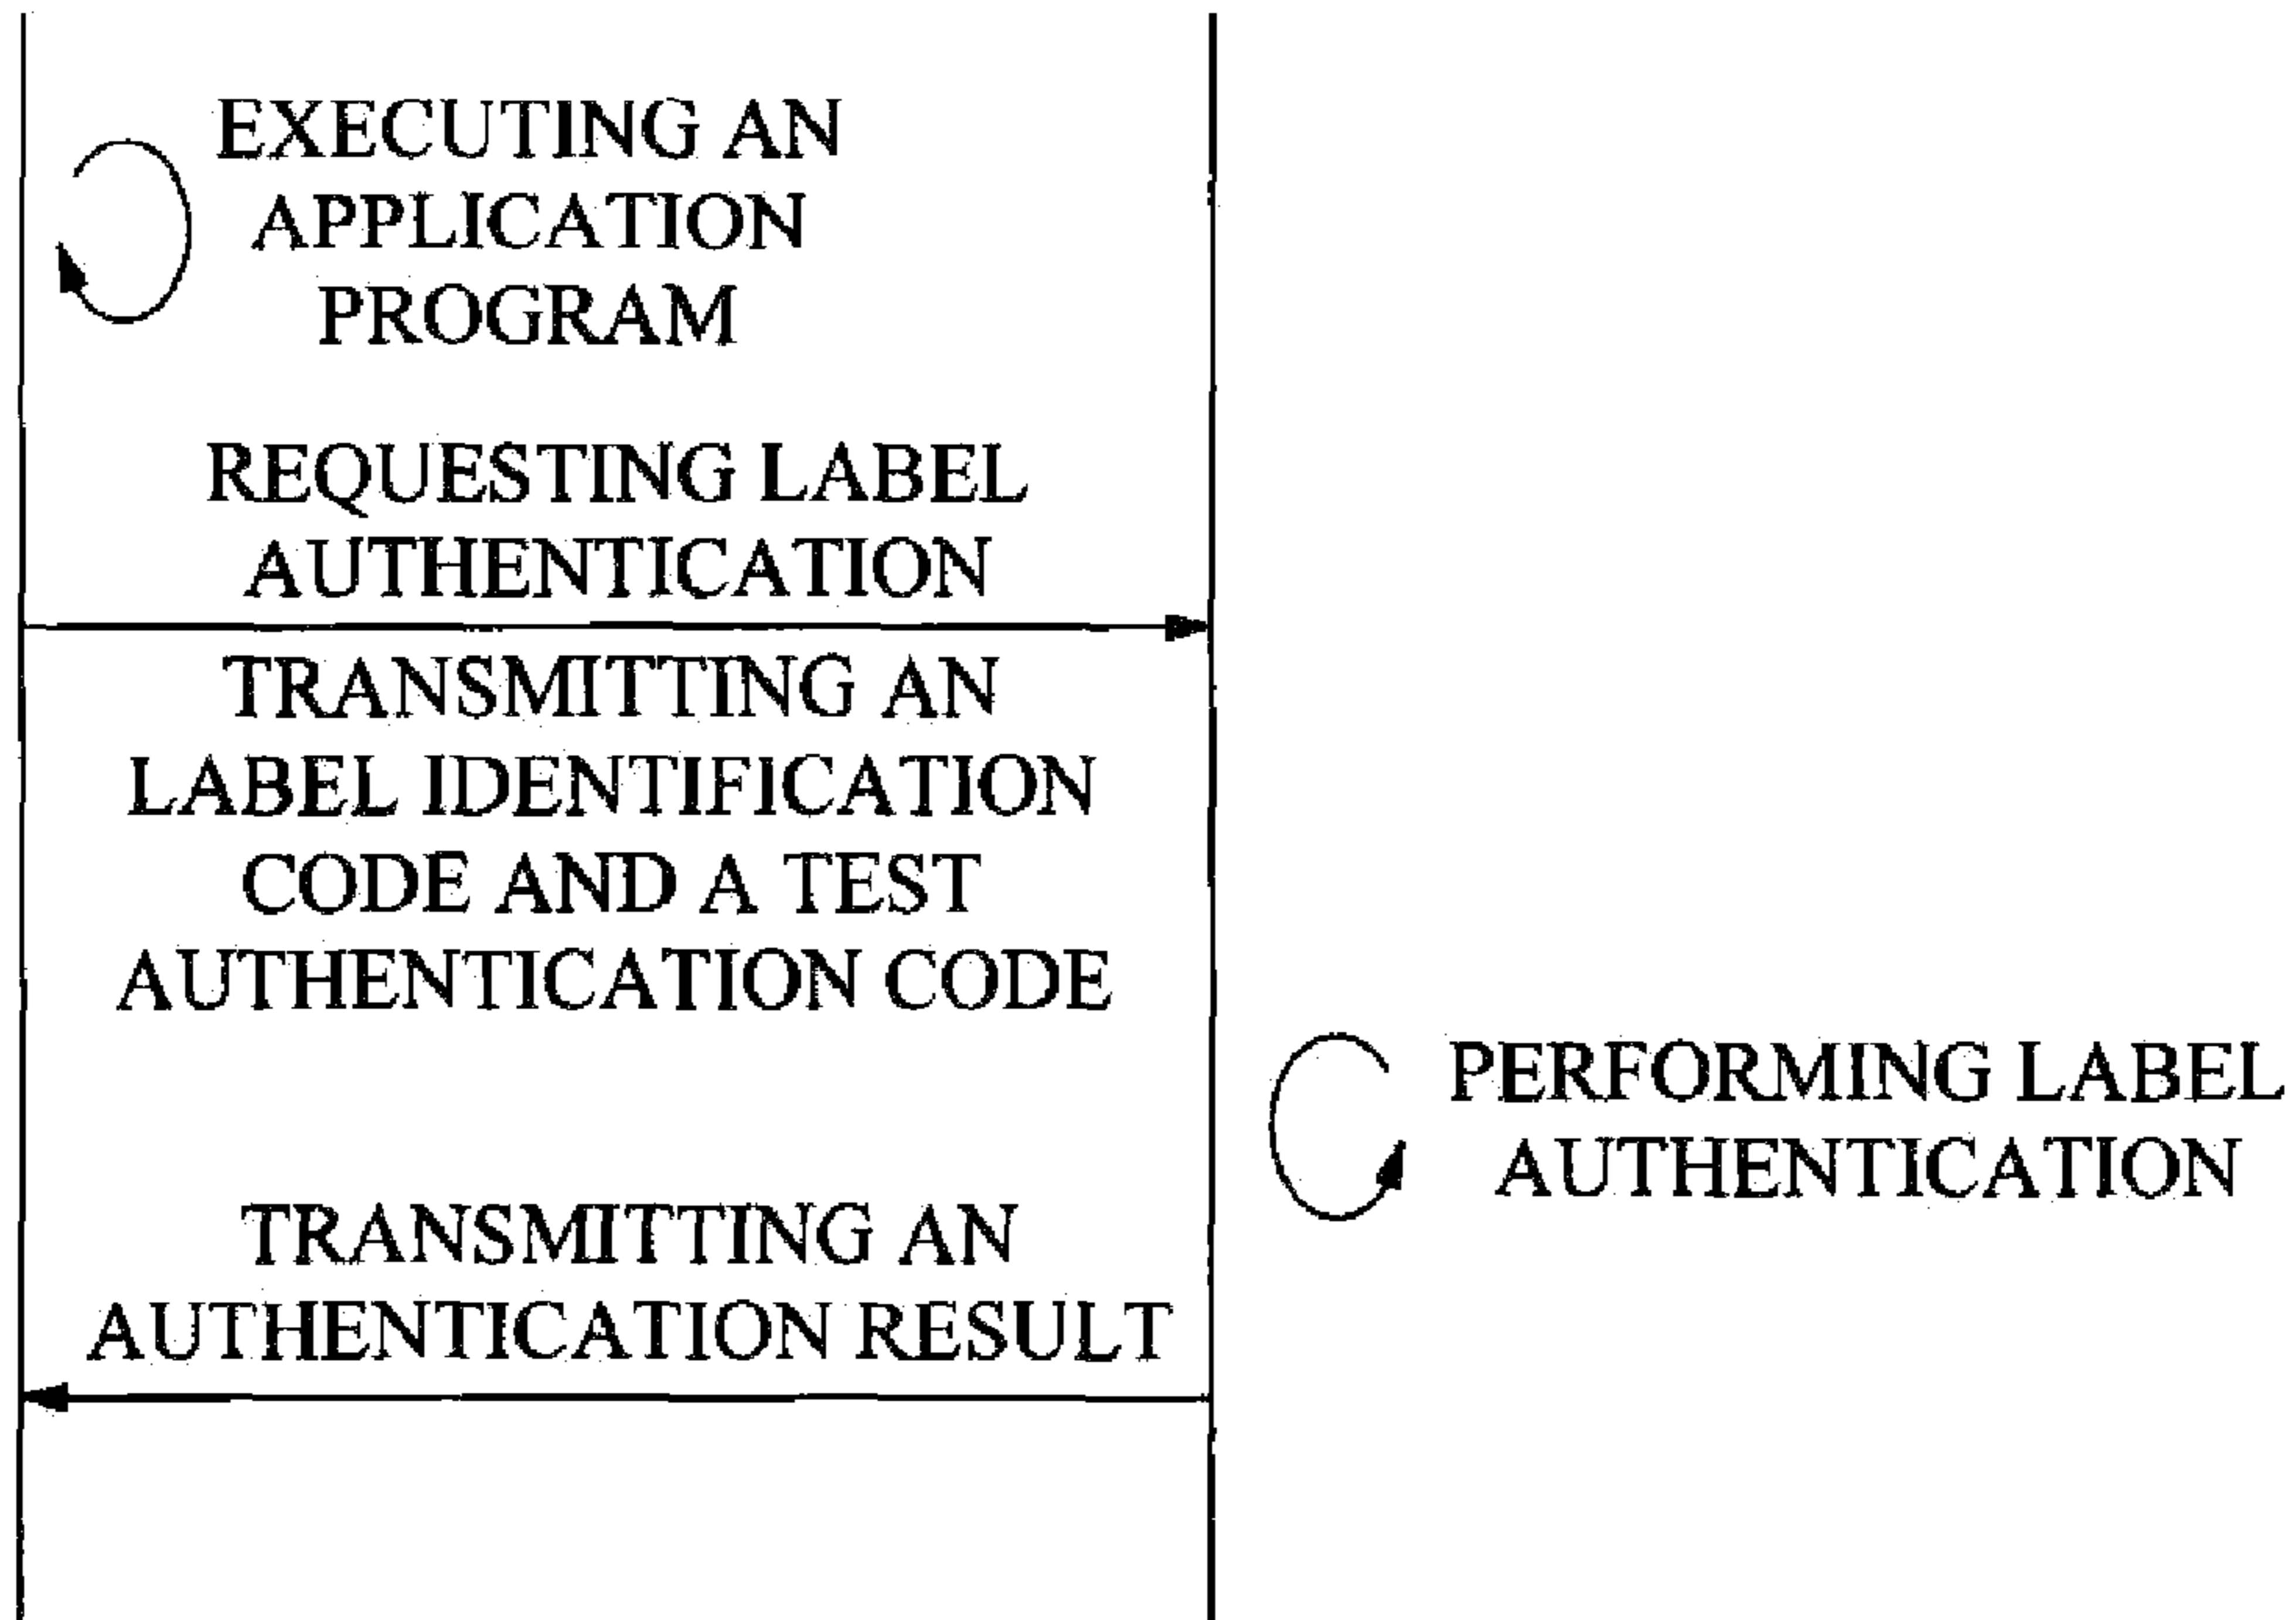 EXECUTING AN
APPLICATION
PROGRAM
REQUESTING LABEL
AUTHENTICATION
TRANSMITTING AN
LABEL IDENTIFICATION
CODE AND A TEST
AUTHENTICATION CODE
PERFORMING LABEL
AUTHENTICATION
TRANSMITTING AN
AUTHENTICATION RESULT